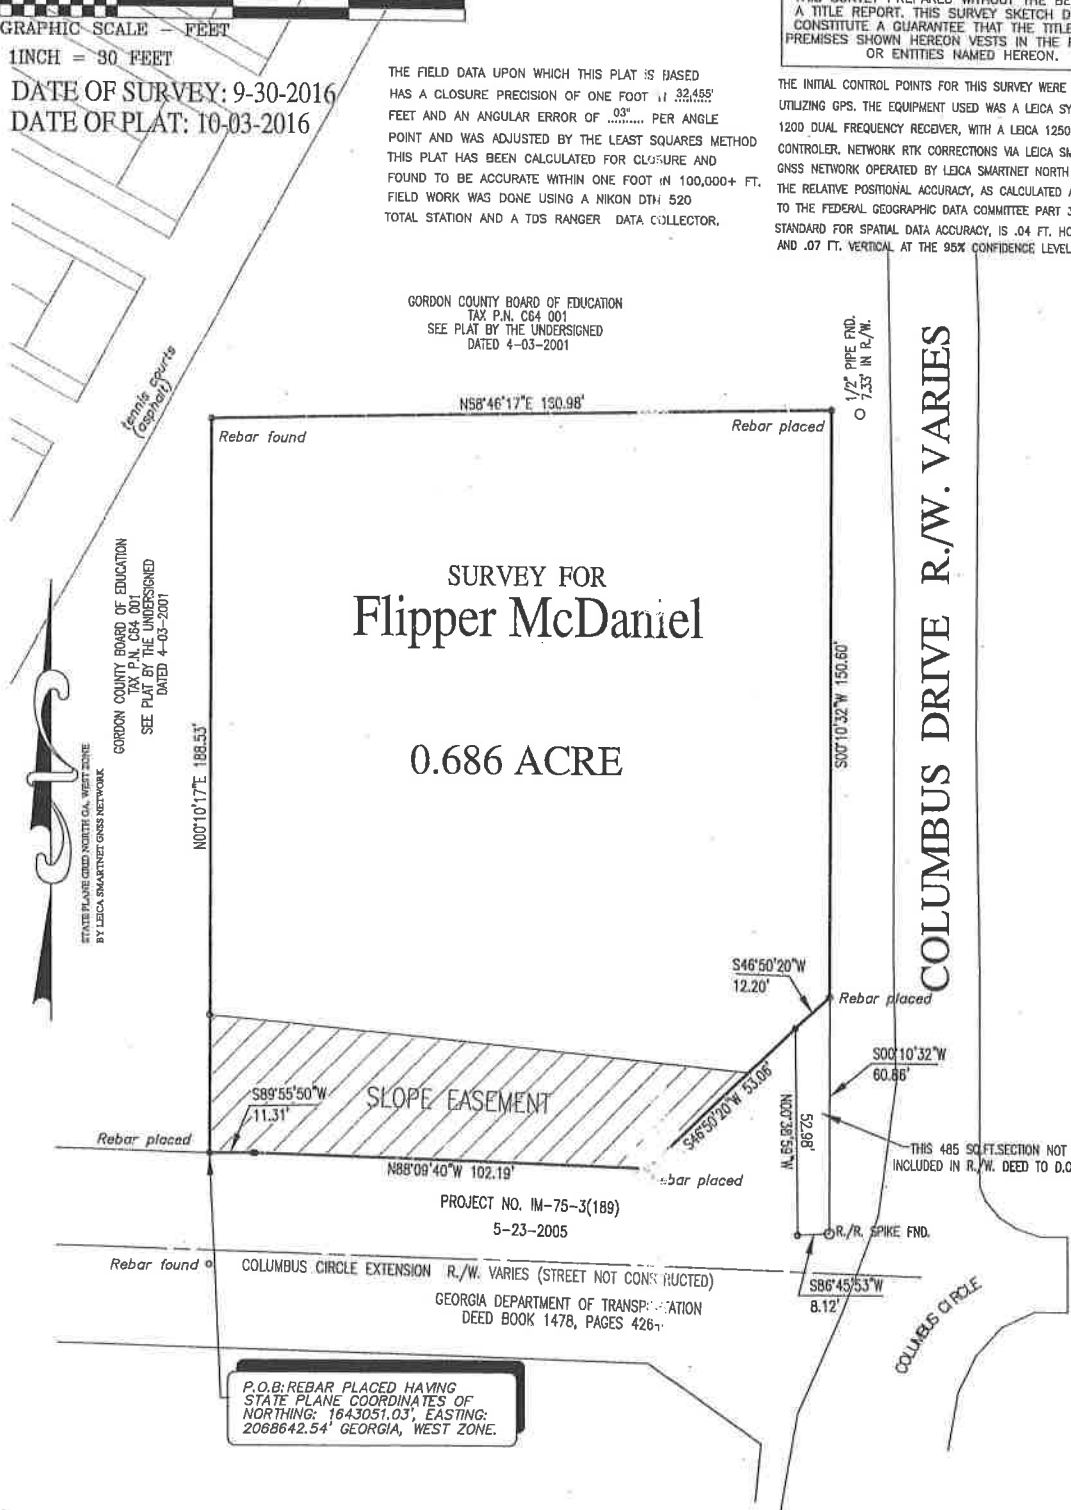 GRAPHIC SCALE - FEET
1INCH = 30 FEET
DATE OF SURVEY: 9-30-2016
DATE OF PLAT: 10-03-2016
THE FIELD DATA UPON WHICH THIS PLAT IS BASED
HAS A CLOSURE PRECISION OF ONE FOOT 32,455'
FEET AND AN ANGULAR ERROR OF ..03".... PER ANGLE
POINT AND WAS ADJUSTED BY THE LEAST SQUARES METHOD
THIS PLAT HAS BEEN CALCULATED FOR CLOSURE AND
FOUND TO BE ACCURATE WITHIN ONE FOOT IN 100,000+ FT.
FIELD WORK WAS DONE USING A NIKON DTM 520
TOTAL STATION AND A TDS RANGER DATA COLLECTOR.
A TITLE REPORT. THIS SURVEY SKETCH D
CONSTITUTE A GUARANTEE THAT THE TITLE
PREMISES SHOWN HEREON VESTS IN THE
OR ENTITIES NAMED HEREON.
THE INITIAL CONTROL POINTS FOR THIS SURVEY WERE
UTILIZING GPS. THE EQUIPMENT USED WAS A LEICA SY
1200 DUAL FREQUENCY RECEIVER, WITH A LEICA 1250
CONTROLER. NETWORK RTK CORRECTIONS VIA LEICA SM
GNSS NETWORK OPERATED BY LEICA SMARTNET NORTH
THE RELATIVE POSITIONAL ACCURACY, AS CALCULATED A
TO THE FEDERAL GEOGRAPHIC DATA COMMITTEE PART 3
STANDARD FOR SPATIAL DATA ACCURACY, IS .04 FT. HO
AND .07 FT. VERTICAL AT THE 95% CONFIDENCE LEVEL
GORDON COUNTY BOARD OF EDUCATION
TAX P.N. C64 001
SEE PLAT BY THE UNDERSIGNED
DATED 4-03-2001
1/2" PIPE FND.
7.33' IN R./W.
tennis courts
(asphalt)
N58°46'17"E 130.98'
Rebar found
Rebar placed
COLUMBUS DRIVE R./W. VARIES
GORDON COUNTY BOARD OF EDUCATION
TAX P.N. C64 001
SEE PLAT BY THE UNDERSIGNED
DATED 4-03-2001
SURVEY FOR
Flipper McDaniel
0.686 ACRE
N00°10'17"E 188.53'
S00°10'32"W 150.60'
STATE PLANE GRID NORTH GA. WEST ZONE
BY LEICA SMARTNET GNSS NETWORK
S46°50'20"W
12.20'
Rebar placed
S00°10'32"W
60.86'
S46°50'20"W 53.06'
N00°38'59"W
52.98'
S89°55'50"W
11.31'
SLOPE EASEMENT
Rebar placed
N88°09'40"W 102.19'
THIS 485 SQ.FT.SECTION NOT
INCLUDED IN R./W. DEED TO D.O
bar placed
PROJECT NO. IM-75-3(189)
5-23-2005
R./R. SPIKE FND.
Rebar found
COLUMBUS CIRCLE EXTENSION R./W. VARIES (STREET NOT CONSTRUCTED)
S86°45'53"W
8.12'
GEORGIA DEPARTMENT OF TRANSPORTATION
DEED BOOK 1478, PAGES 426-
COLUMBUS CIRCLE
P.O.B: REBAR PLACED HAVING
STATE PLANE COORDINATES OF
NORTHING: 1643051.03', EASTING:
2068642.54' GEORGIA, WEST ZONE.